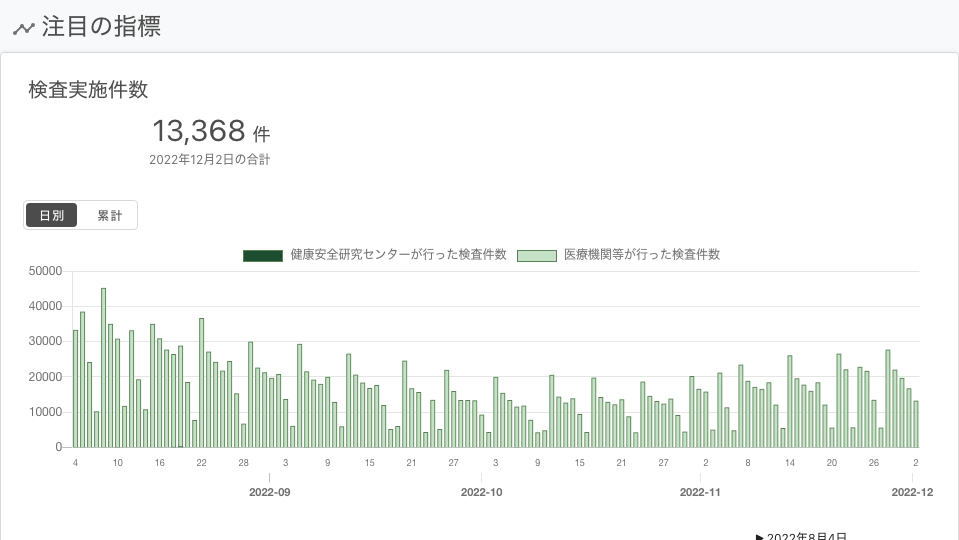 注目の指標
検査実施件数
13,368 件
2022年12月2日の合計
日別 累計
健康安全研究センターが行った検査件数 医療機関等が行った検査件数
50000
40000
30000
20000
10000
0
4 10 16 22 28 3 9 15 21 27 3 9 15 21 27 2 8 14 20 26 2
2022-09 2022-10 2022-11 2022-12
▶ 2022年8月4日